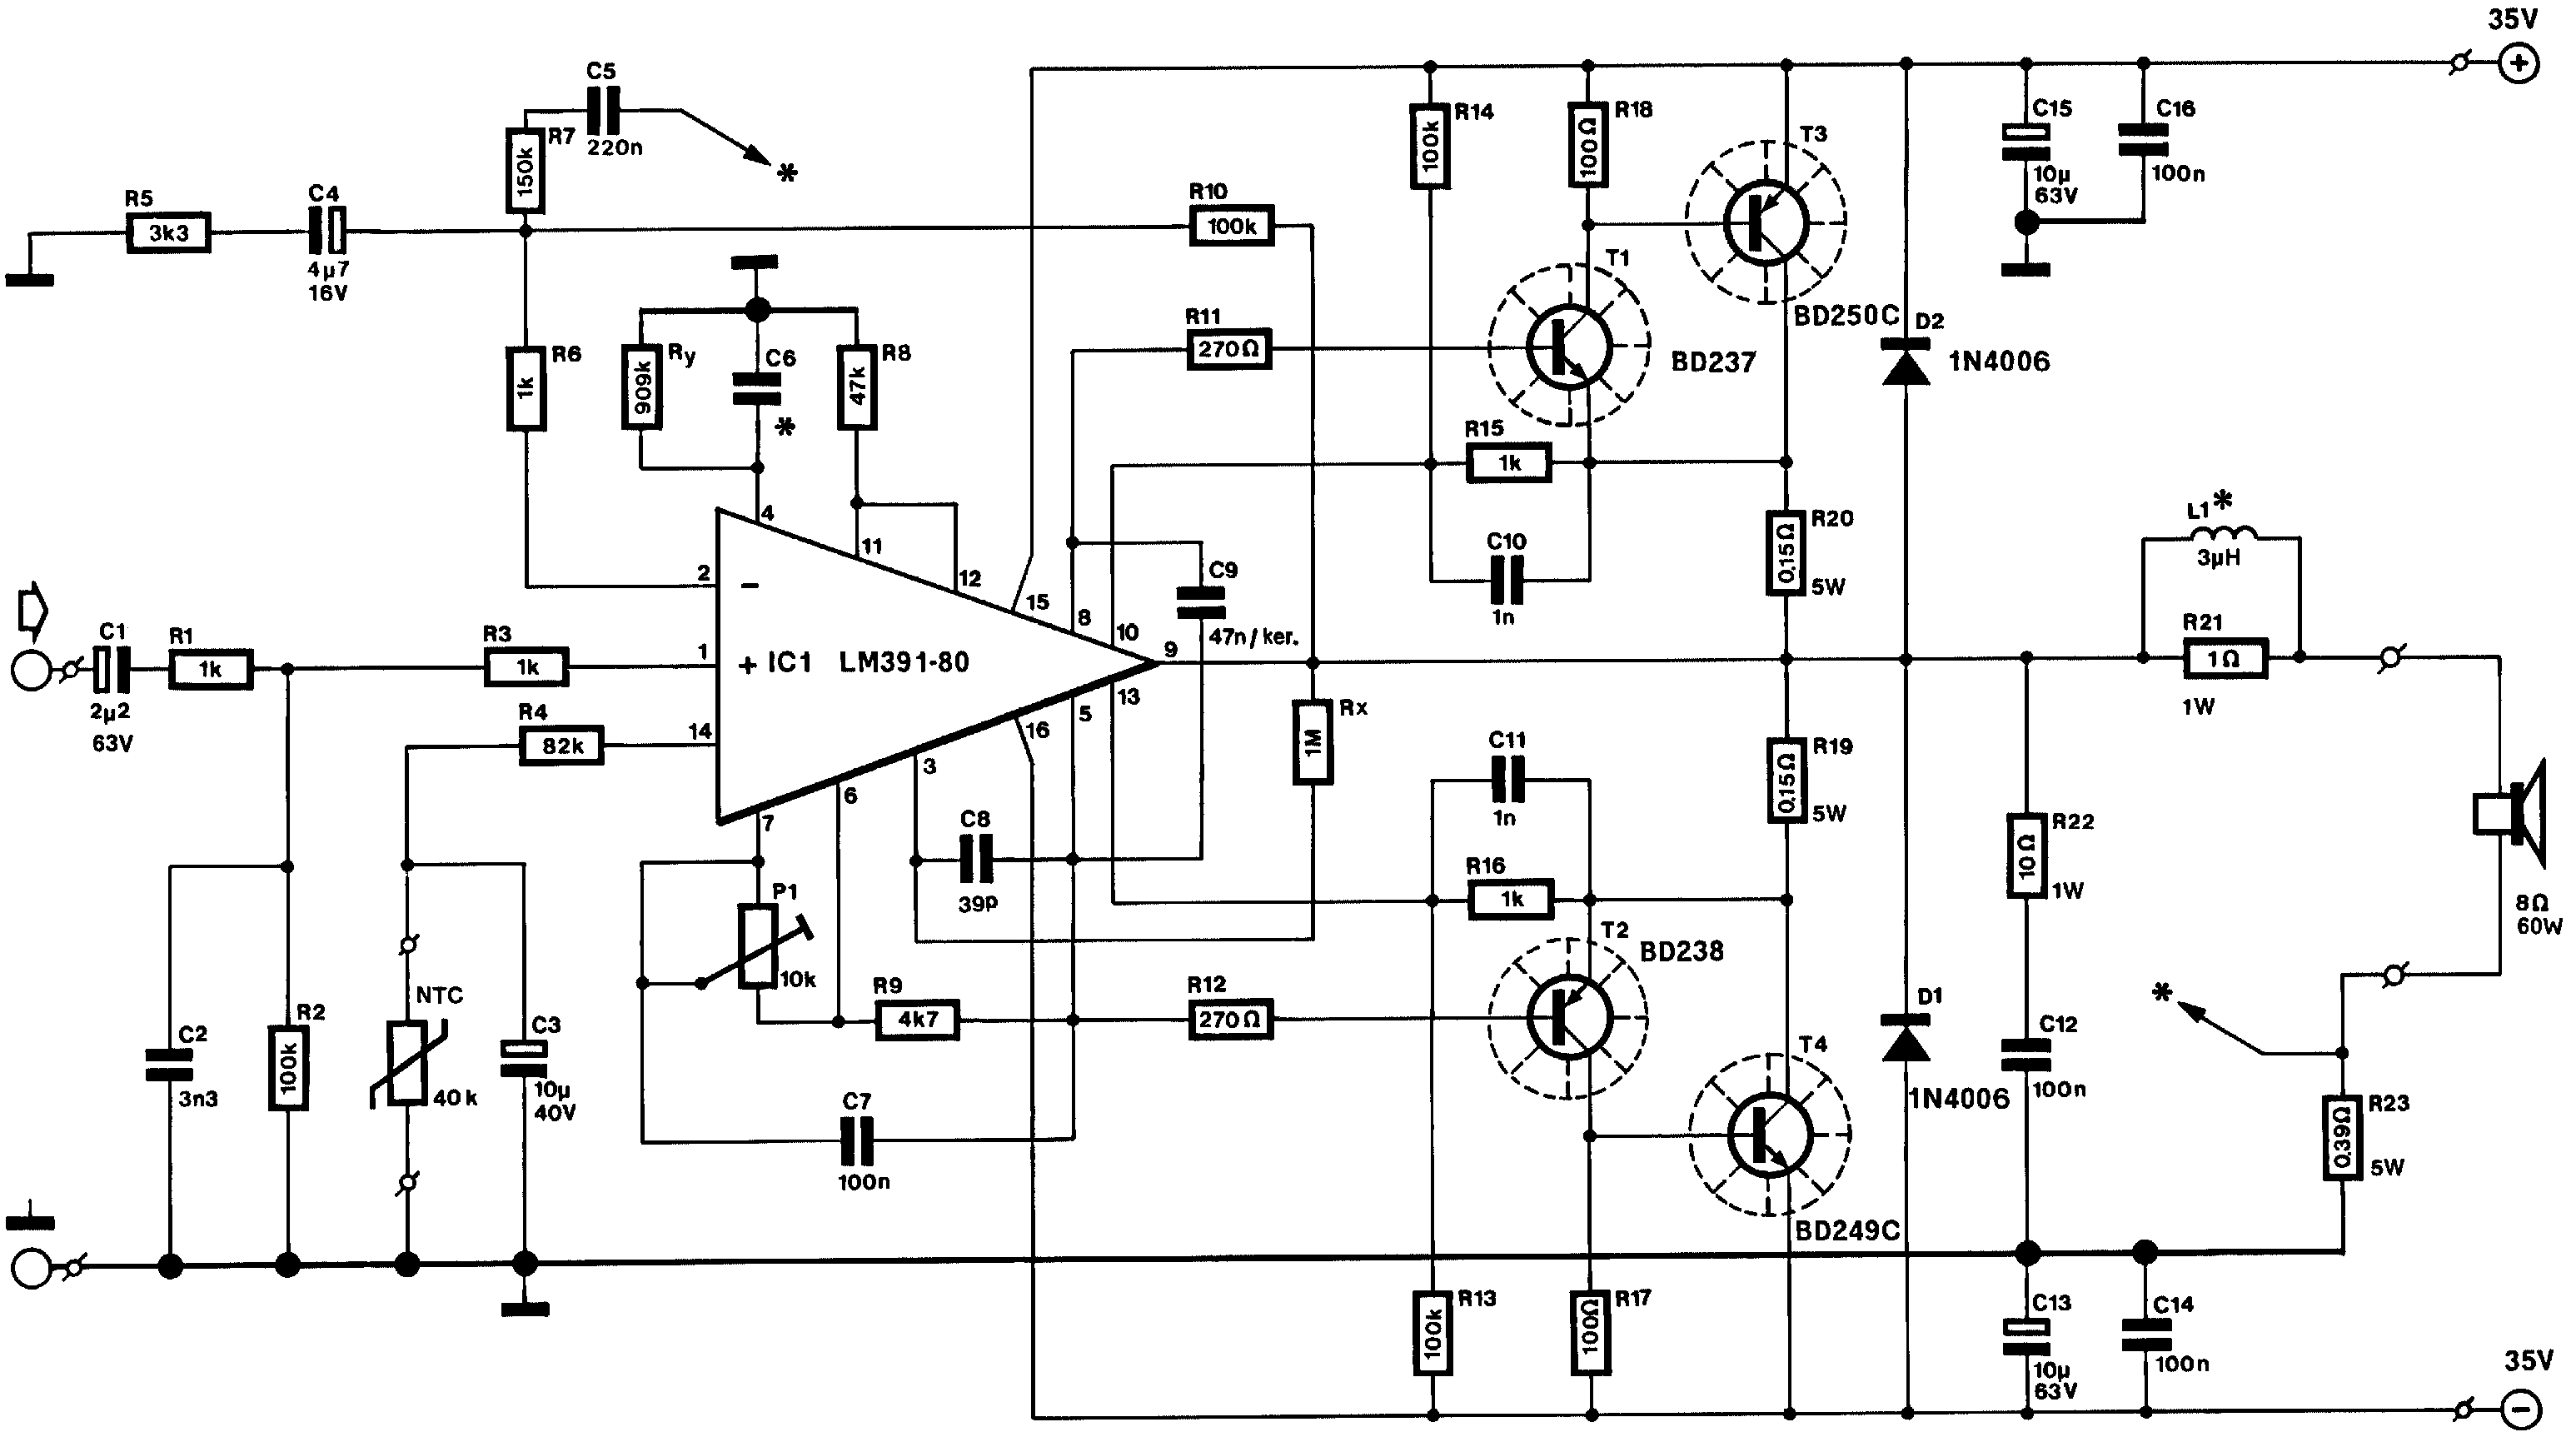 35V
+
C5
220n
R7
150k
*
R5
3k3
C4
4µ7
16V
R10
100k
R14
100k
R18
100Ω
T3
BD250C
C15
10µ
63V
C16
100n
T1
BD237
R11
270Ω
D2
1N4006
R6
1k
Ry
909k
C6
*
R8
47k
R15
1k
C10
1n
R20
0,15Ω
5W
L1*
3µH
R21
1Ω
1W
4
11
12
15
8
10
9
2
−
1
+ IC1 LM391-80
14
7
6
3
16
5
13
C9
47n/ker.
C1
2µ2
63V
R1
1k
R3
1k
R4
82k
Rx
1M
C11
1n
R19
0,15Ω
5W
R16
1k
C8
39p
P1
10k
R22
10Ω
1W
8Ω
60W
T2
BD238
R9
4k7
R12
270Ω
NTC
40k
C2
3n3
R2
100k
C3
10µ
40V
C7
100n
T4
BD249C
D1
1N4006
C12
100n
*
R23
0,39Ω
5W
R13
100k
R17
100Ω
C13
10µ
63V
C14
100n
35V
−